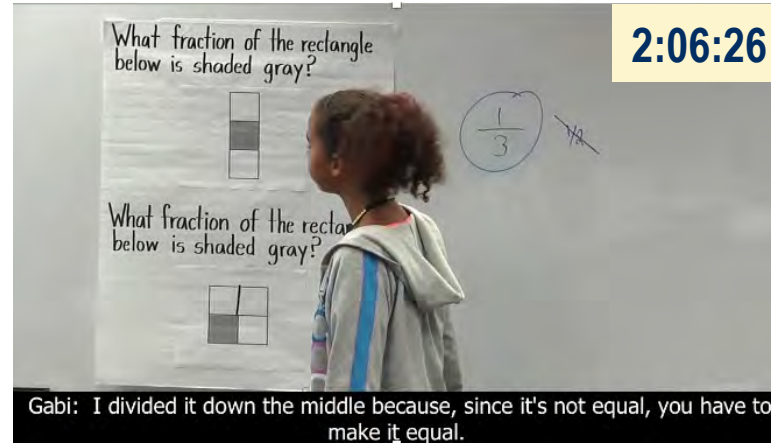 What fraction of the rectangle
below is shaded gray?
2:06:26
1
3
1/2
What fraction of the recta
below is shaded gray?
Gabi: I divided it down the middle because, since it's not equal, you have to
make it equal.